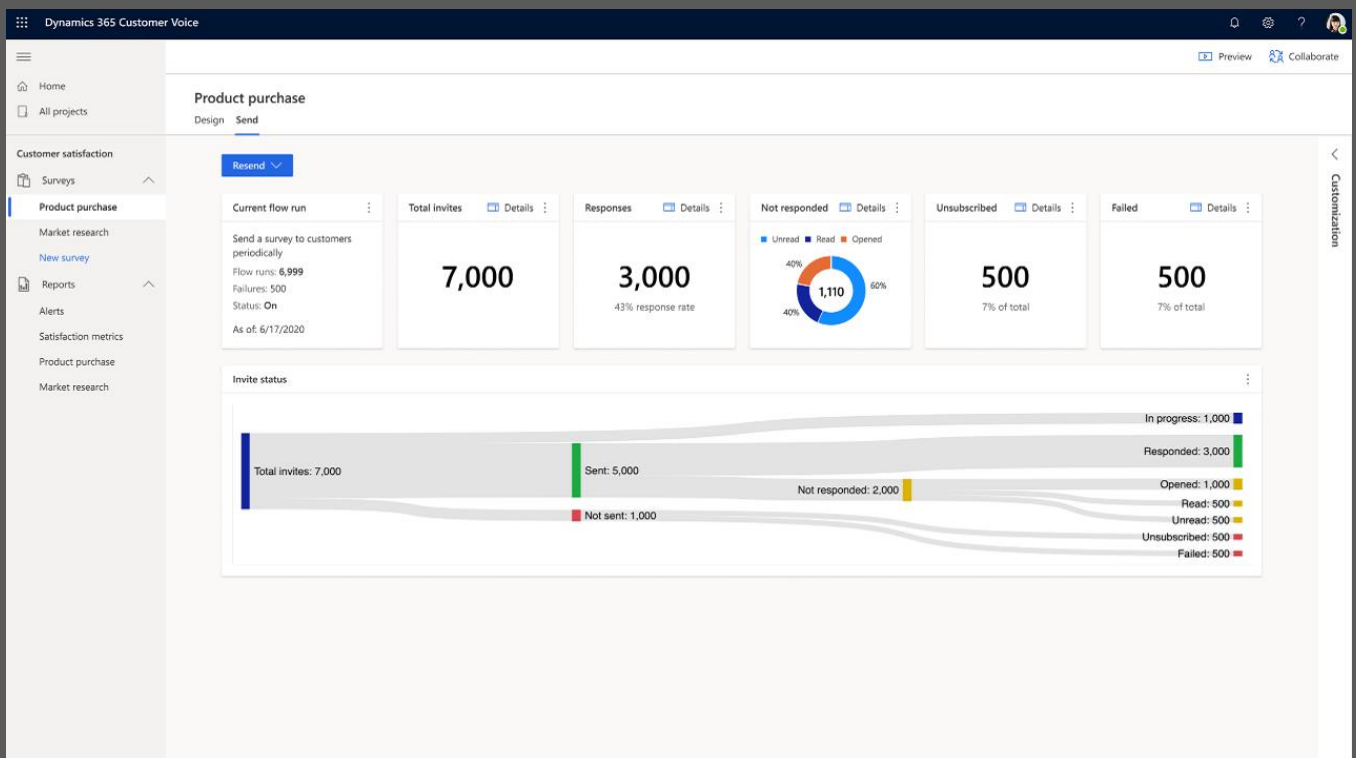 Dynamics 365 Customer Voice
?
Preview
Collaborate
Home
All projects
Customer satisfaction
Surveys
Product purchase
Market research
New survey
Reports
Alerts
Satisfaction metrics
Product purchase
Market research
Product purchase
Design
Send
Resend
Current flow run
Send a survey to customers
periodically
Flow runs: 6,999
Failures: 500
Status: On
As of: 6/17/2020
Total invites
Details
7,000
Responses
Details
3,000
43% response rate
Not responded
Details
Unread
Read
Opened
40%
60%
40%
1,110
Unsubscribed
Details
500
7% of total
Failed
Details
500
7% of total
Customization
Invite status
Total invites: 7,000
Sent: 5,000
Not sent: 1,000
Not responded: 2,000
In progress: 1,000
Responded: 3,000
Opened: 1,000
Read: 500
Unread: 500
Unsubscribed: 500
Failed: 500